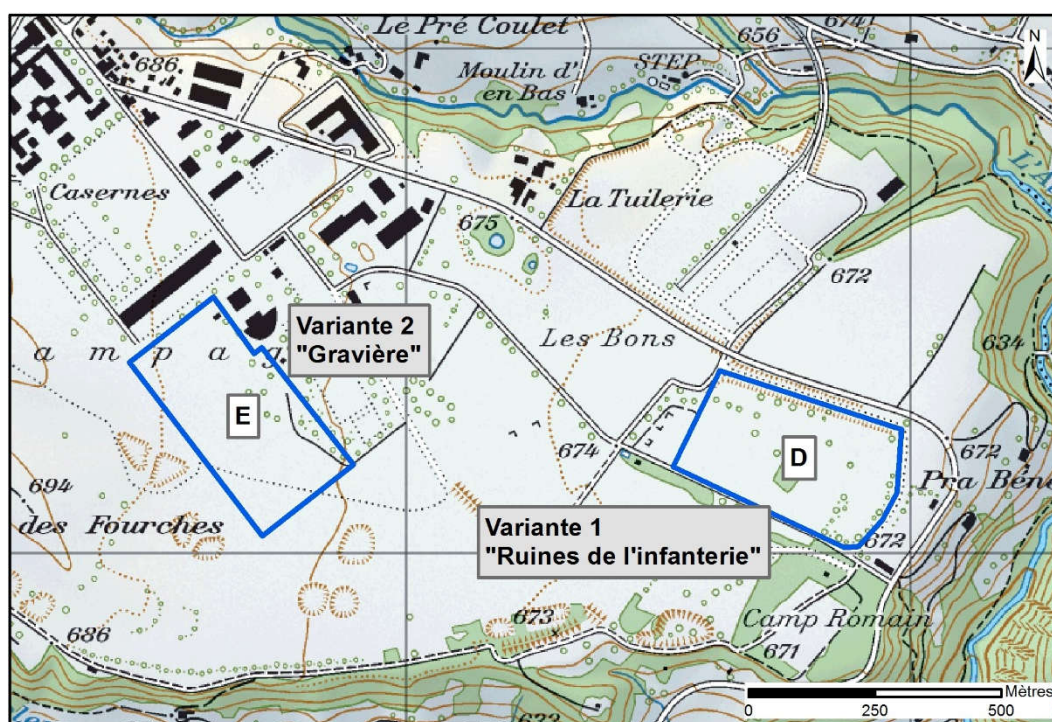 Le Pré Coulet
674
656
N
686
Moulin d'
en Bas
STEP
Casernes
La Tuilerie
675
672
Variante 2
"Gravière"
Les Bons
634
a m p a g
E
674
D
672
694
des Fourches
Variante 1
"Ruines de l'infanterie"
672
673
Camp Romain
686
671
Mètres
0 250 500